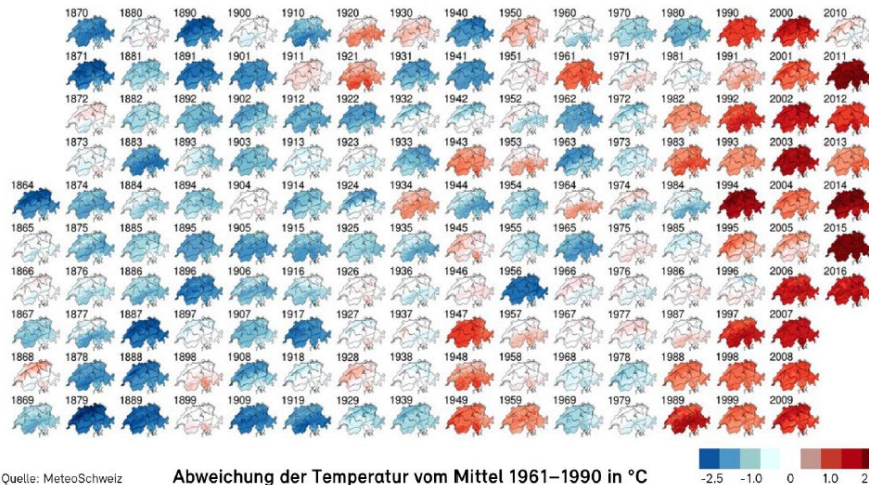 1870 1880 1890 1900 1910 1920 1930 1940 1950 1960 1970 1980 1990 2000 2010
1871 1881 1891 1901 1911 1921 1931 1941 1951 1961 1971 1981 1991 2001 2011
1872 1882 1892 1902 1912 1922 1932 1942 1952 1962 1972 1982 1992 2002 2012
1873 1883 1893 1903 1913 1923 1933 1943 1953 1963 1973 1983 1993 2003 2013
1864 1874 1884 1894 1904 1914 1924 1934 1944 1954 1964 1974 1984 1994 2004 2014
1865 1875 1885 1895 1905 1915 1925 1935 1945 1955 1965 1975 1985 1995 2005 2015
1866 1876 1886 1896 1906 1916 1926 1936 1946 1956 1966 1976 1986 1996 2006 2016
1867 1877 1887 1897 1907 1917 1927 1937 1947 1957 1967 1977 1987 1997 2007
1868 1878 1888 1898 1908 1918 1928 1938 1948 1958 1968 1978 1988 1998 2008
1869 1879 1889 1899 1909 1919 1929 1939 1949 1959 1969 1979 1989 1999 2009
Quelle: MeteoSchweiz Abweichung der Temperatur vom Mittel 1961–1990 in °C
-2.5 -1.0 0 1.0 2